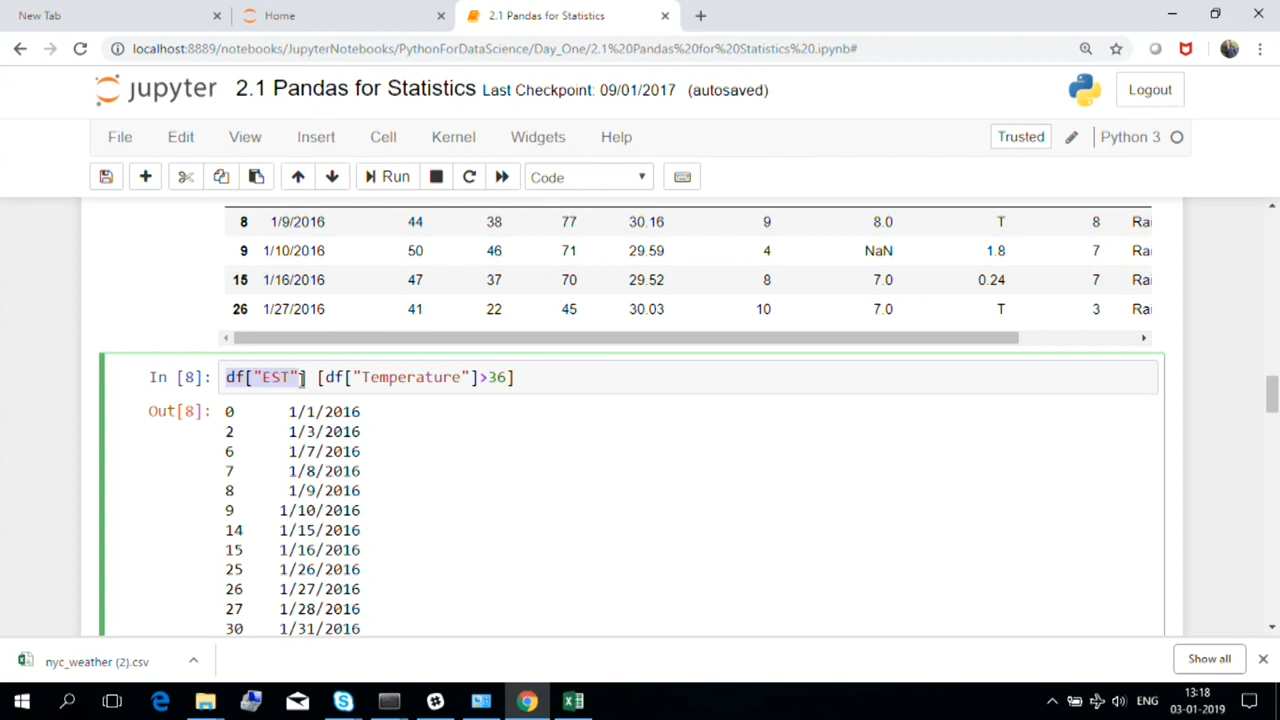 New Tab
Home
2.1 Pandas for Statistics
localhost:8889/notebooks/JupyterNotebooks/PythonForDataScience/Day_One/2.1%20Pandas%20for%20Statistics%20.ipynb#
jupyter 2.1 Pandas for Statistics Last Checkpoint: 09/01/2017 (autosaved)
Logout
File Edit View Insert Cell Kernel Widgets Help
Trusted Python 3
Run Code
8 1/9/2016 44 38 77 30.16 9 8.0 T 8 Rai
9 1/10/2016 50 46 71 29.59 4 NaN 1.8 7 Rai
15 1/16/2016 47 37 70 29.52 8 7.0 0.24 7 Rai
26 1/27/2016 41 22 45 30.03 10 7.0 T 3 Rai
In [8]: df["EST"] [df["Temperature"]>36]
Out[8]: 0 1/1/2016
2 1/3/2016
6 1/7/2016
7 1/8/2016
8 1/9/2016
9 1/10/2016
14 1/15/2016
15 1/16/2016
25 1/26/2016
26 1/27/2016
27 1/28/2016
30 1/31/2016
nyc_weather (2).csv
Show all
ENG
13:18
03-01-2019